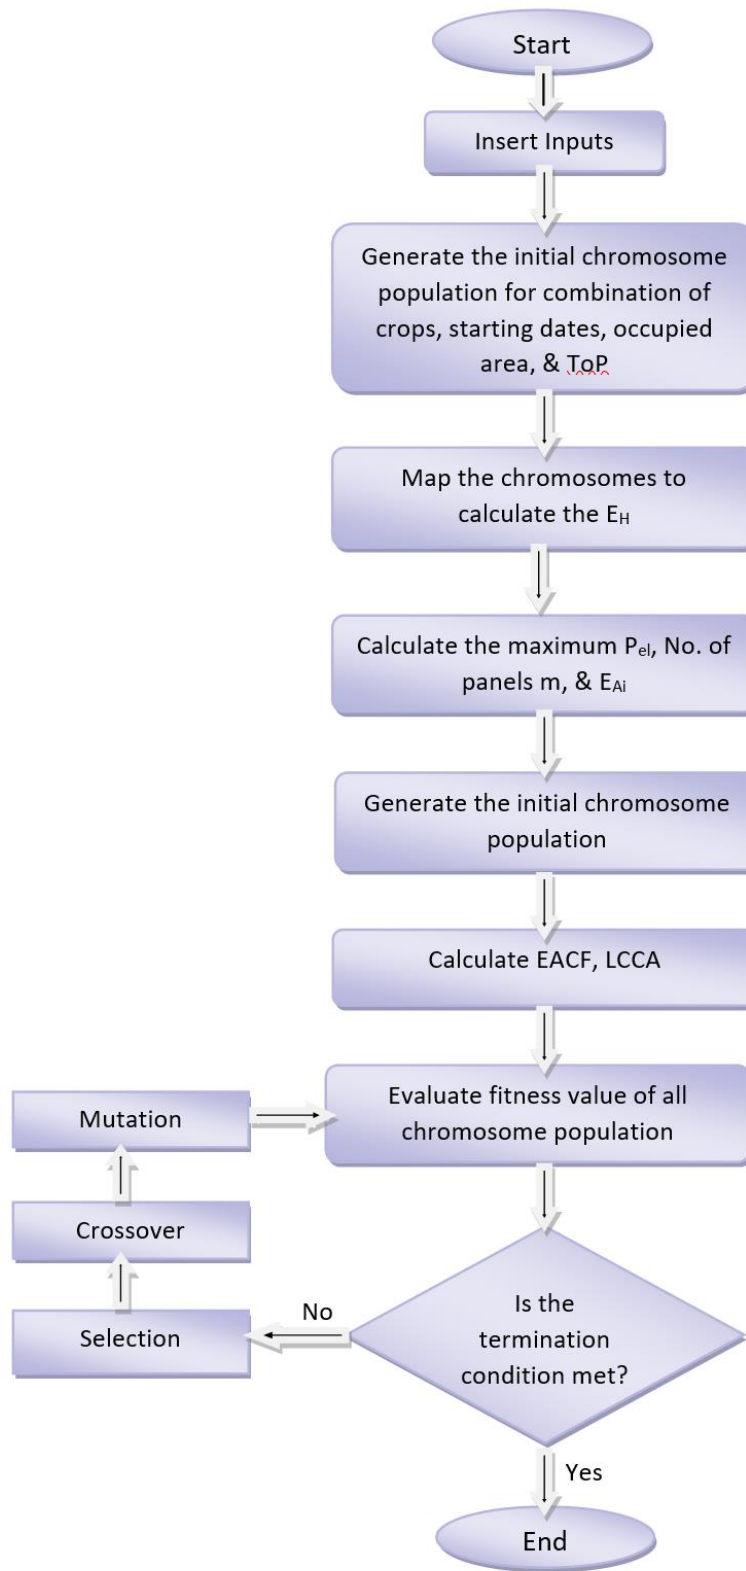 Start
Insert Inputs
Generate the initial chromosome
population for combination of
crops, starting dates, occupied
area, & ToP
Map the chromosomes to
calculate the EH
Calculate the maximum Pel, No. of
panels m, & EAi
Generate the initial chromosome
population
Calculate EACF, LCCA
Evaluate fitness value of all
chromosome population
Mutation
Crossover
Selection
No
Is the
termination
condition met?
Yes
End